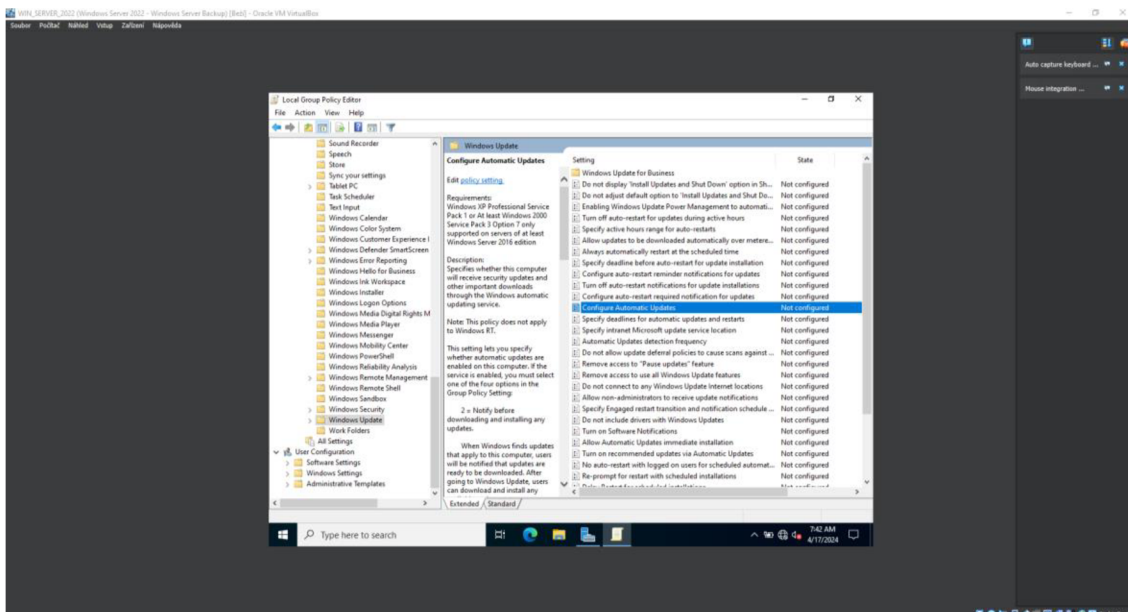 WIN_SERVER_2022 (Windows Server 2022 - Windows Server Backup) [Běží] - Oracle VM VirtualBox
Soubor Počítač Náhled Vstup Zařízení Nápověda
Auto capture keyboard ...
Mouse integration ...
Local Group Policy Editor
File Action View Help
Sound Recorder
Speech
Store
Sync your settings
Tablet PC
Task Scheduler
Text Input
Windows Calendar
Windows Color System
Windows Customer Experience I
Windows Defender SmartScreen
Windows Error Reporting
Windows Hello for Business
Windows Ink Workspace
Windows Installer
Windows Logon Options
Windows Media Digital Rights M
Windows Media Player
Windows Messenger
Windows Mobility Center
Windows PowerShell
Windows Reliability Analysis
Windows Remote Management
Windows Remote Shell
Windows Sandbox
Windows Security
Windows Update
Work Folders
All Settings
User Configuration
Software Settings
Windows Settings
Administrative Templates
Windows Update
Configure Automatic Updates
Edit policy setting
Requirements:
Windows XP Professional Service
Pack 1 or At least Windows 2000
Service Pack 3 Option 7 only
supported on servers of at least
Windows Server 2016 edition
Description:
Specifies whether this computer
will receive security updates and
other important downloads
through the Windows automatic
updating service.
Note: This policy does not apply
to Windows RT.
This setting lets you specify
whether automatic updates are
enabled on this computer. If the
service is enabled, you must select
one of the four options in the
Group Policy Setting:
2 = Notify before
downloading and installing any
updates.
When Windows finds updates
that apply to this computer, users
will be notified that updates are
ready to be downloaded. After
going to Windows Update, users
can download and install any
Setting State
Windows Update for Business
Do not display 'Install Updates and Shut Down' option in Sh... Not configured
Do not adjust default option to 'Install Updates and Shut Do... Not configured
Enabling Windows Update Power Management to automati... Not configured
Turn off auto-restart for updates during active hours Not configured
Specify active hours range for auto-restarts Not configured
Allow updates to be downloaded automatically over metere... Not configured
Always automatically restart at the scheduled time Not configured
Specify deadline before auto-restart for update installation Not configured
Configure auto-restart reminder notifications for updates Not configured
Turn off auto-restart notifications for update installations Not configured
Configure auto-restart required notification for updates Not configured
Configure Automatic Updates Not configured
Specify deadlines for automatic updates and restarts Not configured
Specify intranet Microsoft update service location Not configured
Automatic Updates detection frequency Not configured
Do not allow update deferral policies to cause scans against ... Not configured
Remove access to "Pause updates" feature Not configured
Remove access to use all Windows Update features Not configured
Do not connect to any Windows Update Internet locations Not configured
Allow non-administrators to receive update notifications Not configured
Specify Engaged restart transition and notification schedule ... Not configured
Do not include drivers with Windows Updates Not configured
Turn on Software Notifications Not configured
Allow Automatic Updates immediate installation Not configured
Turn on recommended updates via Automatic Updates Not configured
No auto-restart with logged on users for scheduled automat... Not configured
Re-prompt for restart with scheduled installations Not configured
Extended Standard
Type here to search
7:42 AM
4/17/2024